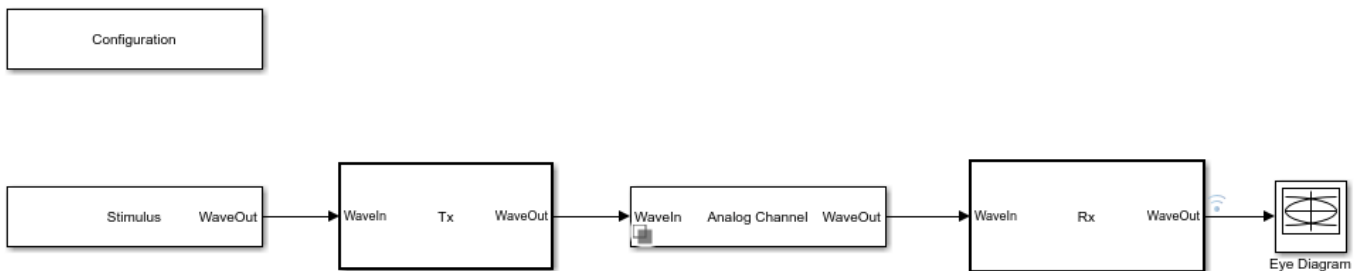 Configuration
Stimulus WaveOut WaveIn Tx WaveOut WaveIn Analog Channel WaveOut WaveIn Rx WaveOut
Eye Diagram